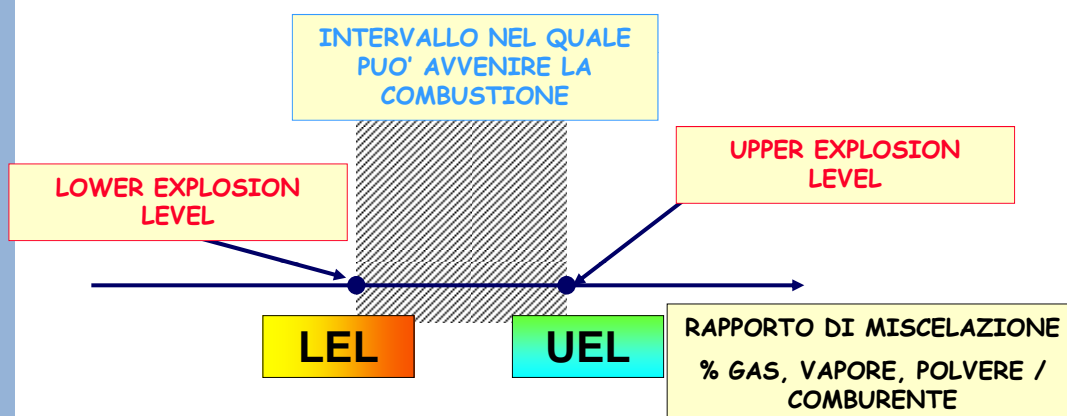 INTERVALLO NEL QUALE
PUO' AVVENIRE LA
COMBUSTIONE
UPPER EXPLOSION
LEVEL
LOWER EXPLOSION
LEVEL
LEL
UEL
RAPPORTO DI MISCELAZIONE
% GAS, VAPORE, POLVERE /
COMBURENTE